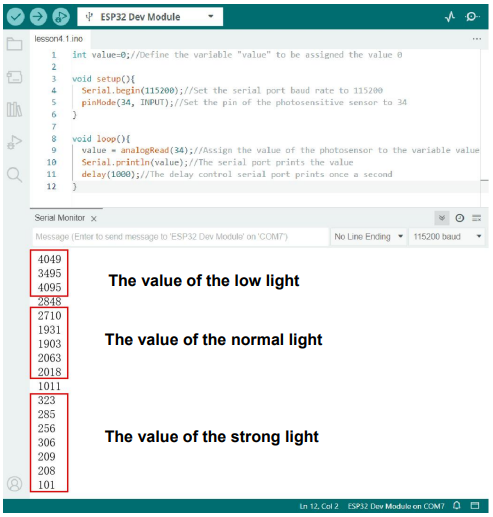 ESP32 Dev Module
lesson4.1.ino
1 int value=0;//Define the variable "value" to be assigned the value 0
2
3 void setup(){
4 Serial.begin(115200);//Set the serial port baud rate to 115200
5 pinMode(34, INPUT);//Set the pin of the photosensitive sensor to 34
6 }
7
8 void loop(){
9 value = analogRead(34);//Assign the value of the photosensor to the variable value
10 Serial.println(value);//The serial port prints the value
11 delay(1000);//The delay control serial port prints once a second
12 }
Serial Monitor x
Message (Enter to send message to 'ESP32 Dev Module' on 'COM7') No Line Ending 115200 baud
4049
3495
4095
The value of the low light
2848
2710
1931
1903
2063
2018
The value of the normal light
1011
323
285
256
306
209
208
101
The value of the strong light
Ln 12, Col 2 ESP32 Dev Module on COM7